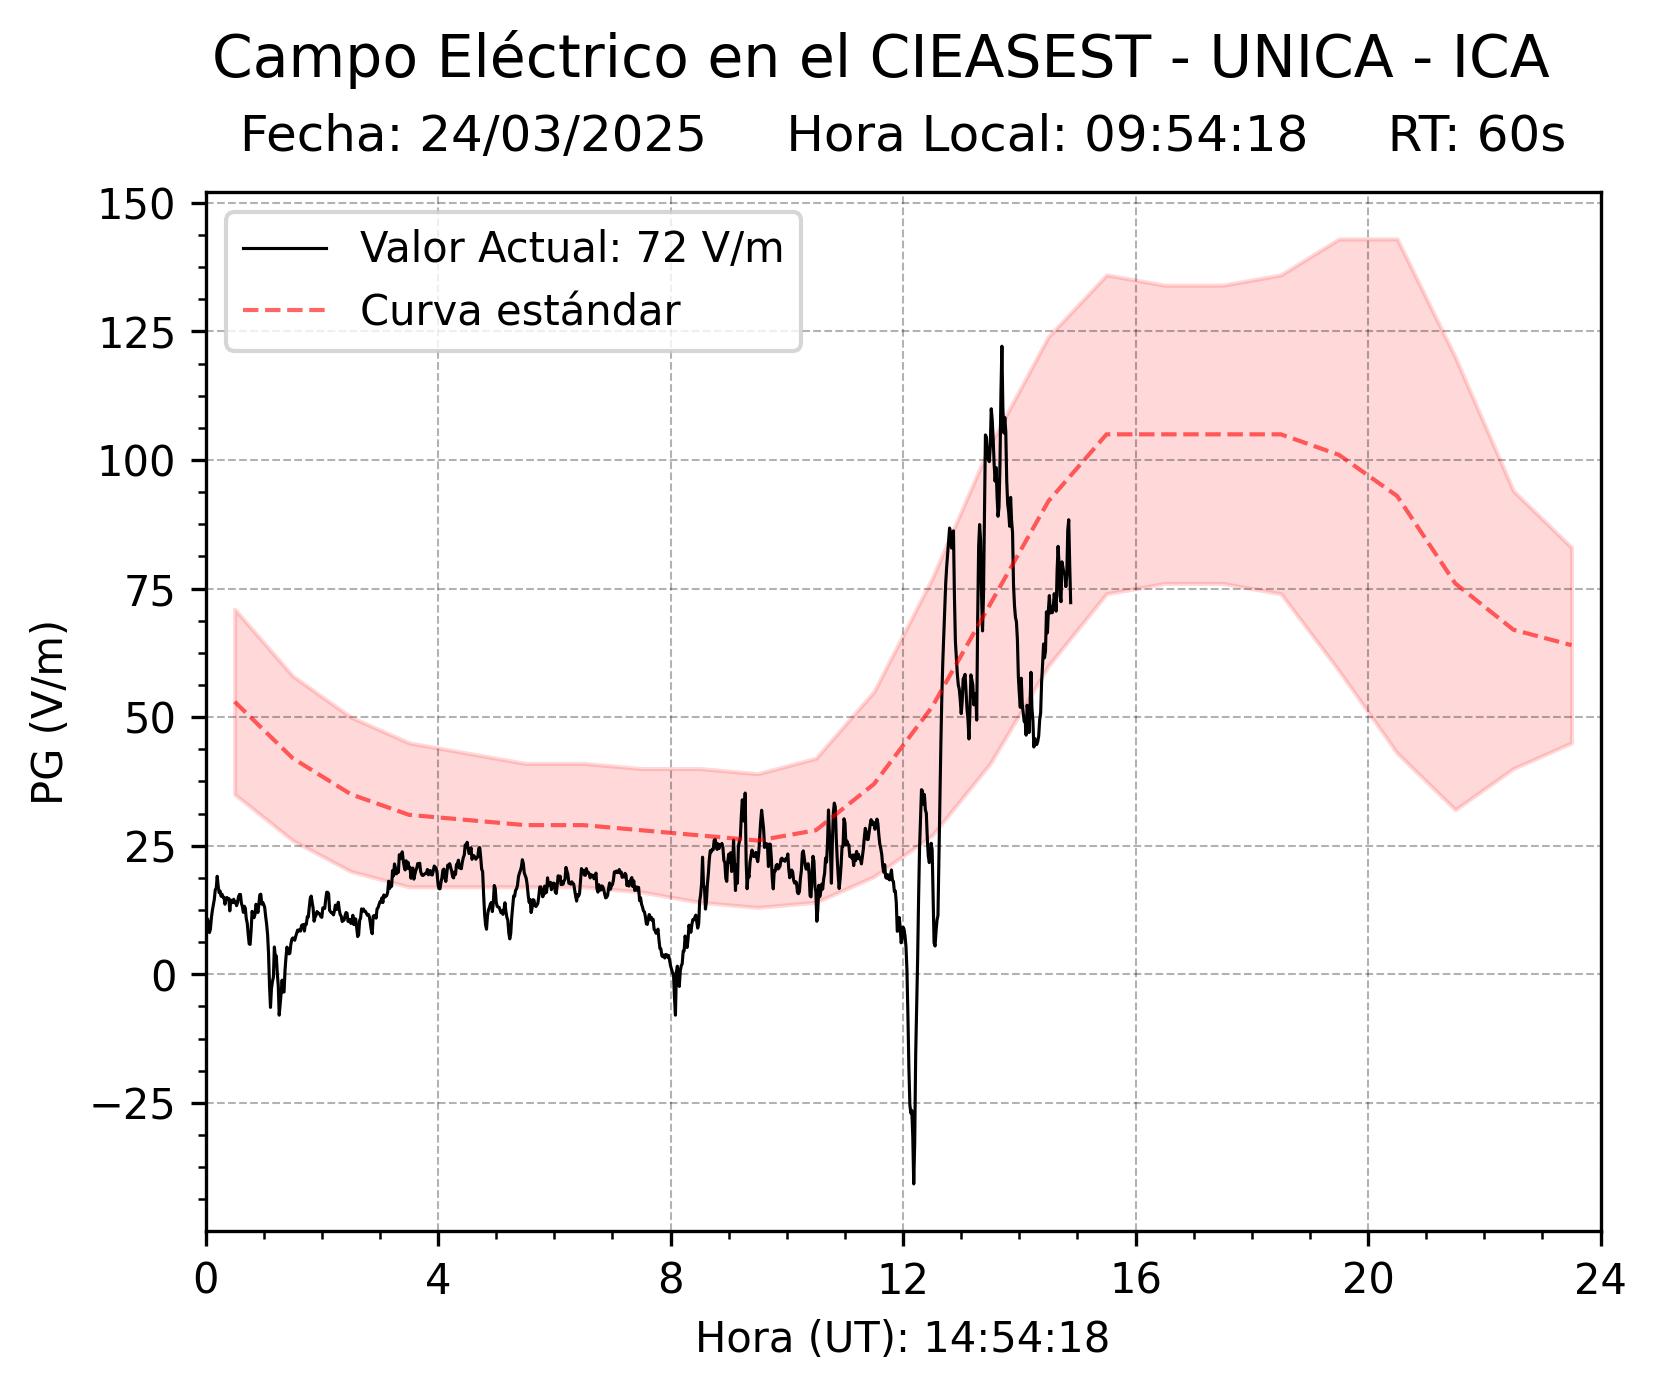 Campo Eléctrico en el CIEASEST - UNICA - ICA
Fecha: 24/03/2025 Hora Local: 09:54:18 RT: 60s
Valor Actual: 72 V/m
Curva estándar
PG (V/m)
150
125
100
75
50
25
0
−25
0 4 8 12 16 20 24
Hora (UT): 14:54:18